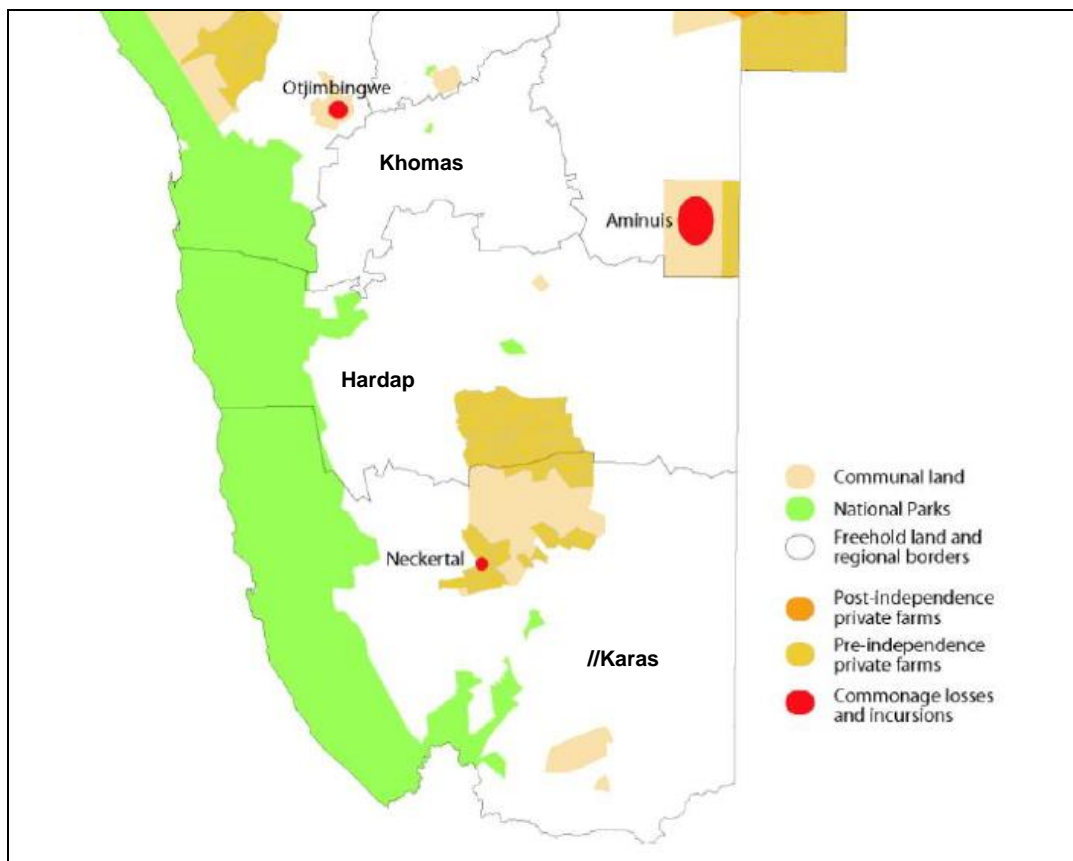 Otjimbingwe
Khomas
Aminuis
Hardap
Neckertal
//Karas
Communal land
National Parks
Freehold land and
regional borders
Post-independence
private farms
Pre-independence
private farms
Commonage losses
and incursions